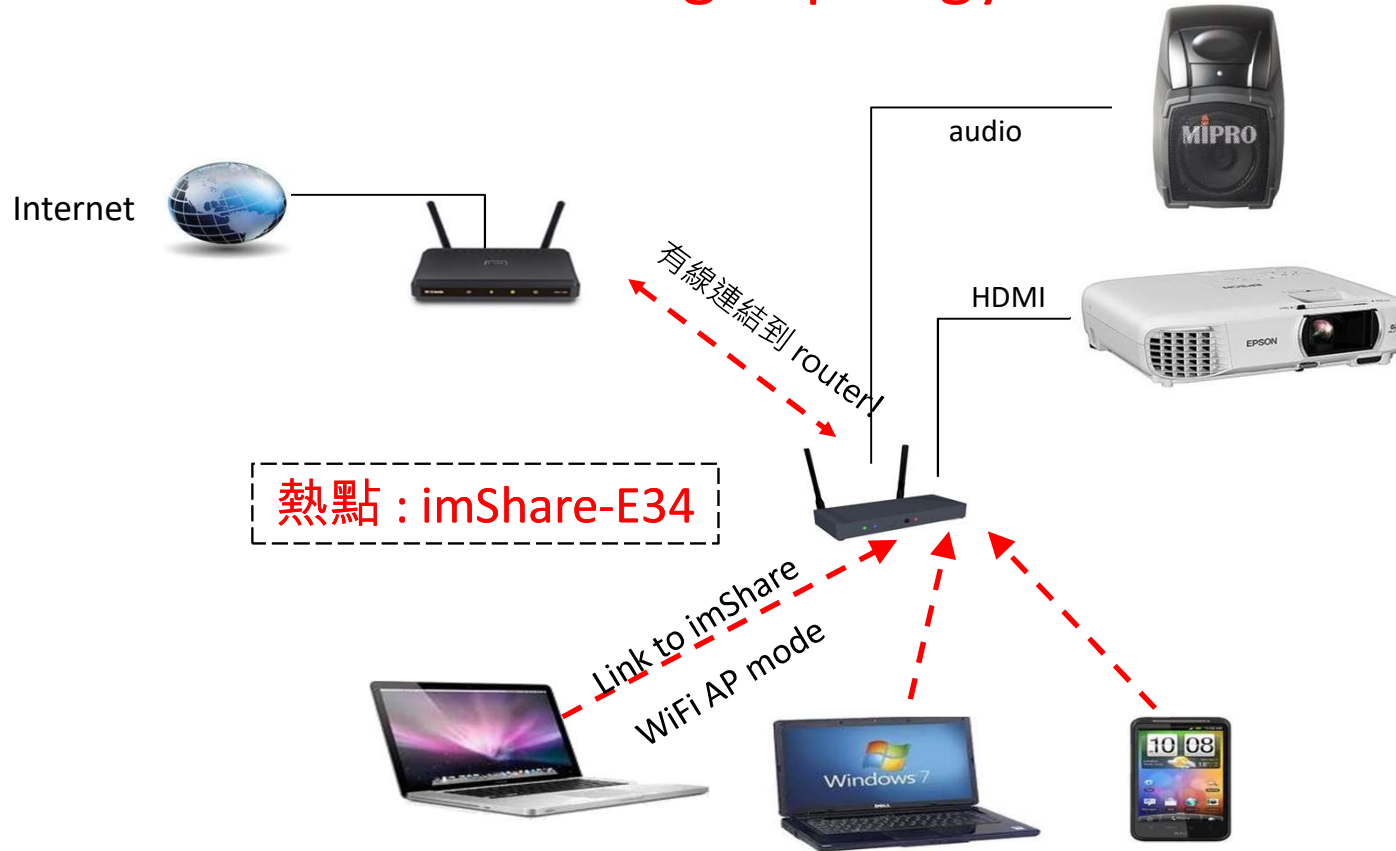 audio
MIPRO
Internet
有線連結到 router!
HDMI
EPSON
熱點 : imShare-E34
Link to imShare
WiFi AP mode
Windows 7
DELL
10 08